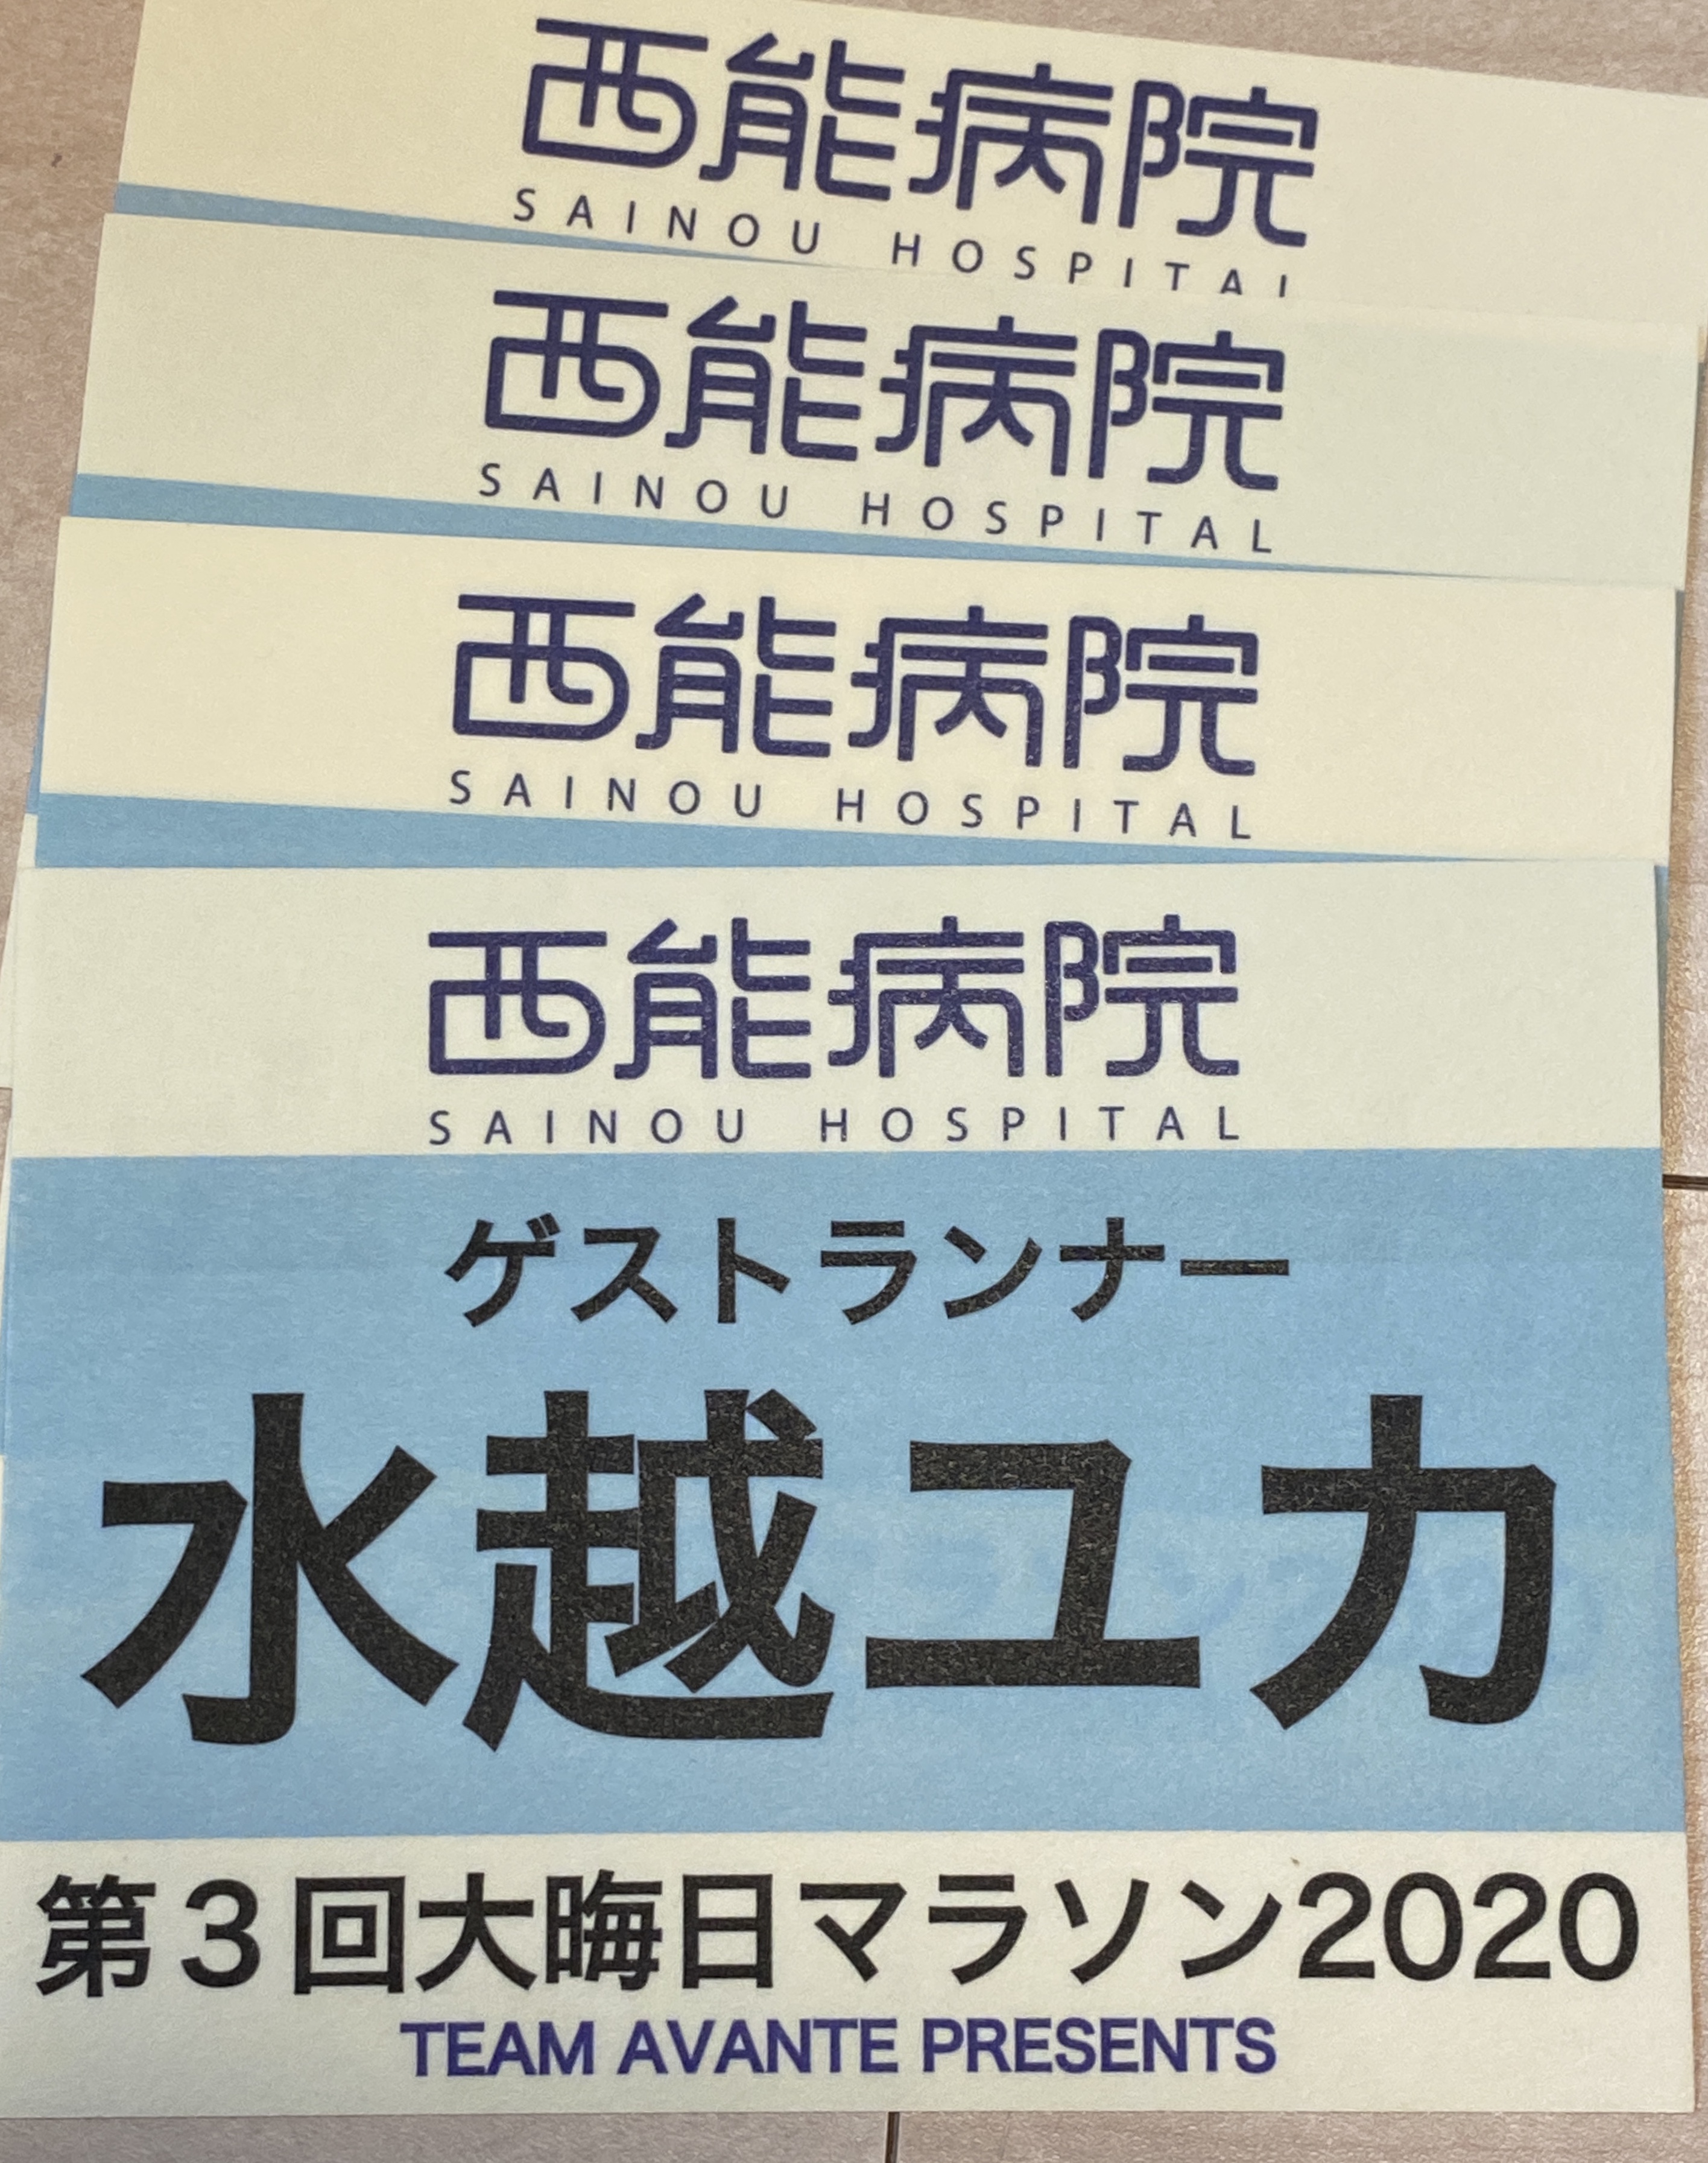 西能病院
SAINOU HOSPITAL
西能病院
SAINOU HOSPITAL
西能病院
SAINOU HOSPITAL
西能病院
SAINOU HOSPITAL
ゲストランナー
水越ユカ
第3回大晦日マラソン2020
TEAM AVANTE PRESENTS